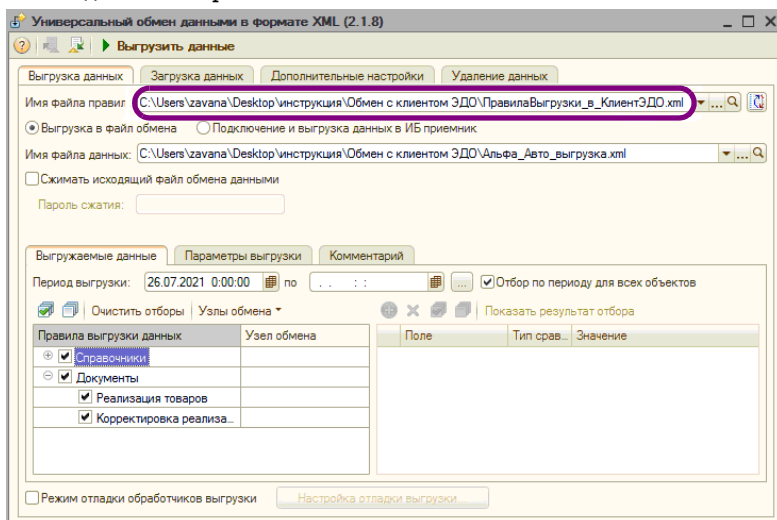 Универсальный обмен данными в формате XML (2.1.8)
Выгрузить данные
Выгрузка данных Загрузка данных Дополнительные настройки Удаление данных
Имя файла правил C:\Users\zavana\Desktop\инструкция\Обмен с клиентом ЭДО\ПравилаВыгрузки_в_КлиентЭДО.xml
Выгрузка в файл обмена Подключение и выгрузка данных в ИБ приемник
Имя файла данных: C:\Users\zavana\Desktop\инструкция\Обмен с клиентом ЭДО\Альфа_Авто_выгрузка.xml
Сжимать исходящий файл обмена данными
Пароль сжатия:
Выгружаемые данные Параметры выгрузки Комментарий
Период выгрузки: 26.07.2021 0:00:00 по . . : : ... Отбор по периоду для всех объектов
Очистить отборы Узлы обмена Показать результат отбора
Правила выгрузки данных Узел обмена Поле Тип срав... Значение
Справочники
Документы
Реализация товаров
Корректировка реализа...
Режим отладки обработчиков выгрузки Настройка отладки выгрузки...